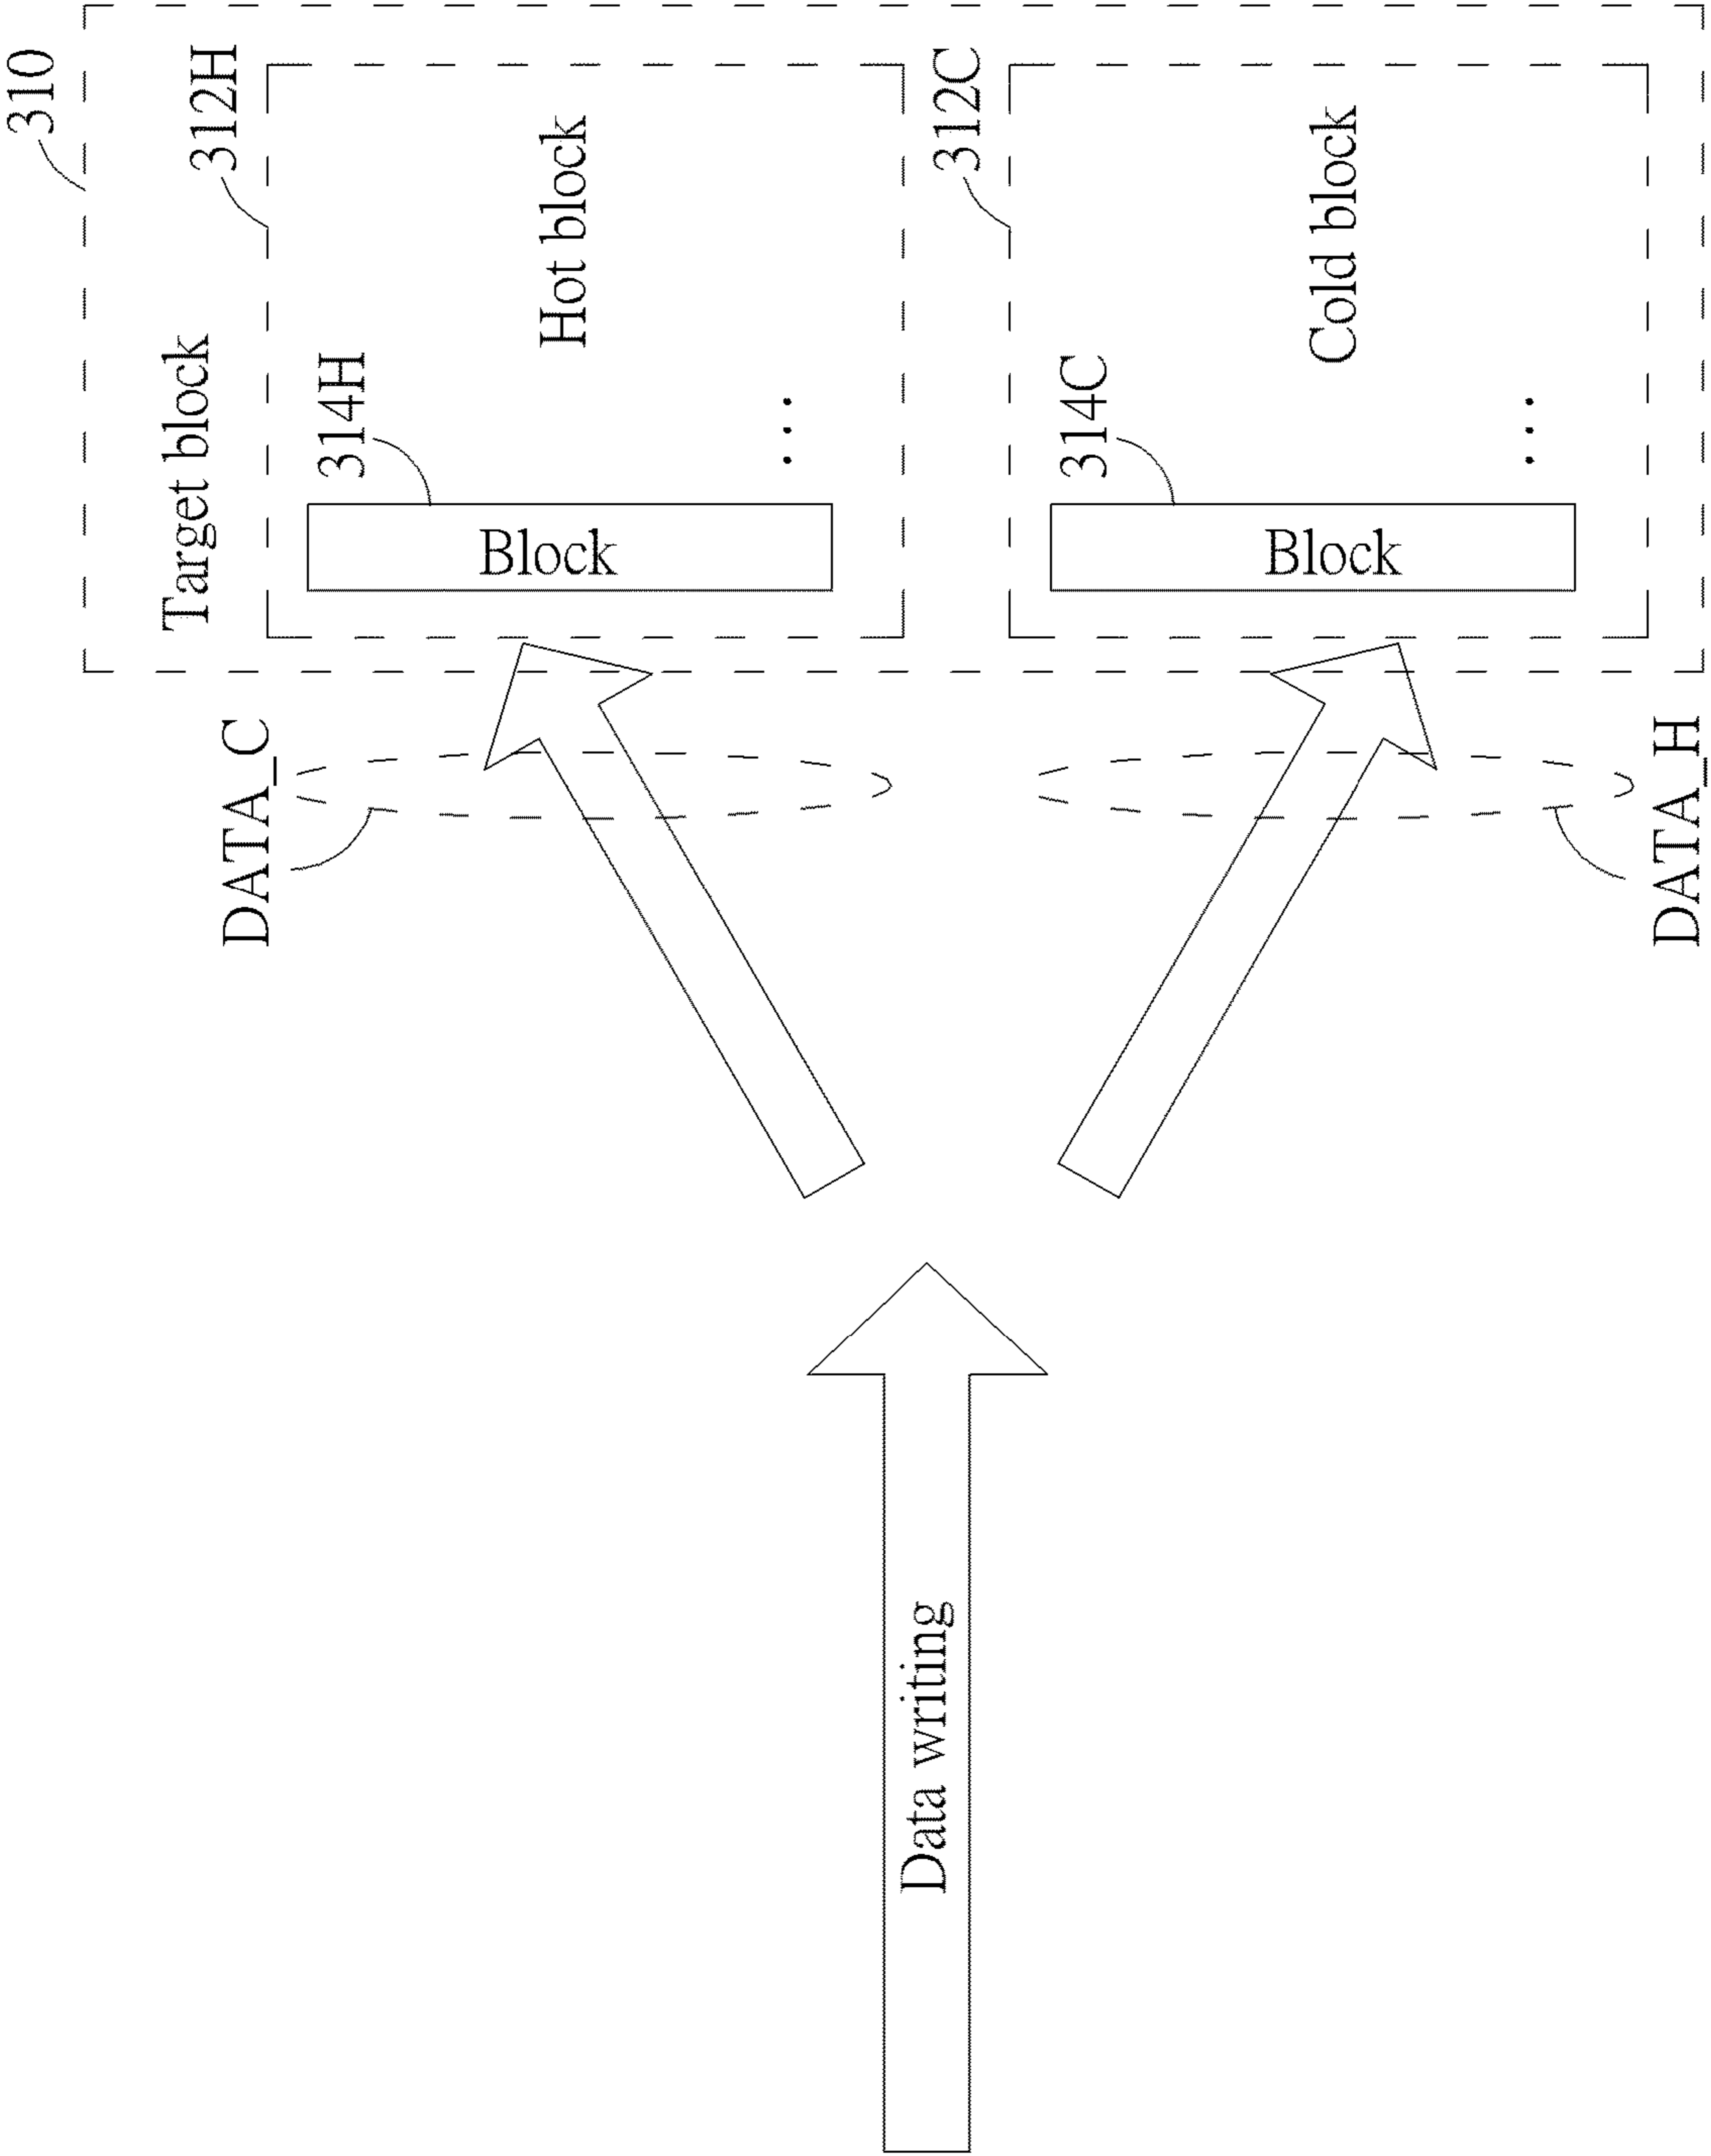 310
312H
Target block
314H
Hot block
Block
312C
314C
Cold block
Block
DATA_C
DATA_H
Data writing